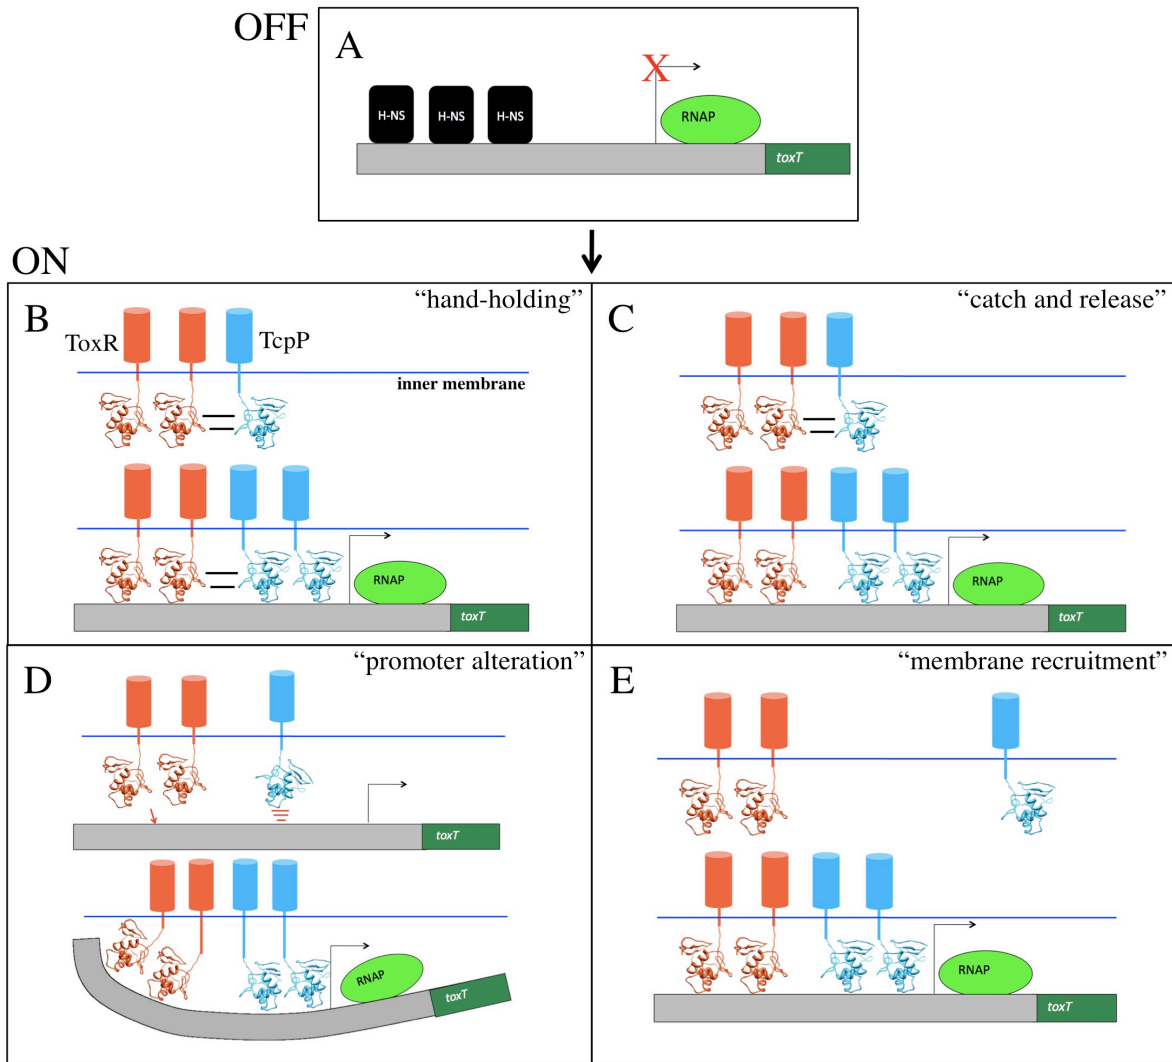 OFF
A
X
H-NS
H-NS
H-NS
RNAP
toxT
ON
B
“hand-holding”
ToxR
TcpP
inner membrane
RNAP
toxT
C
“catch and release”
RNAP
toxT
D
“promoter alteration”
toxT
RNAP
toxT
E
“membrane recruitment”
RNAP
toxT